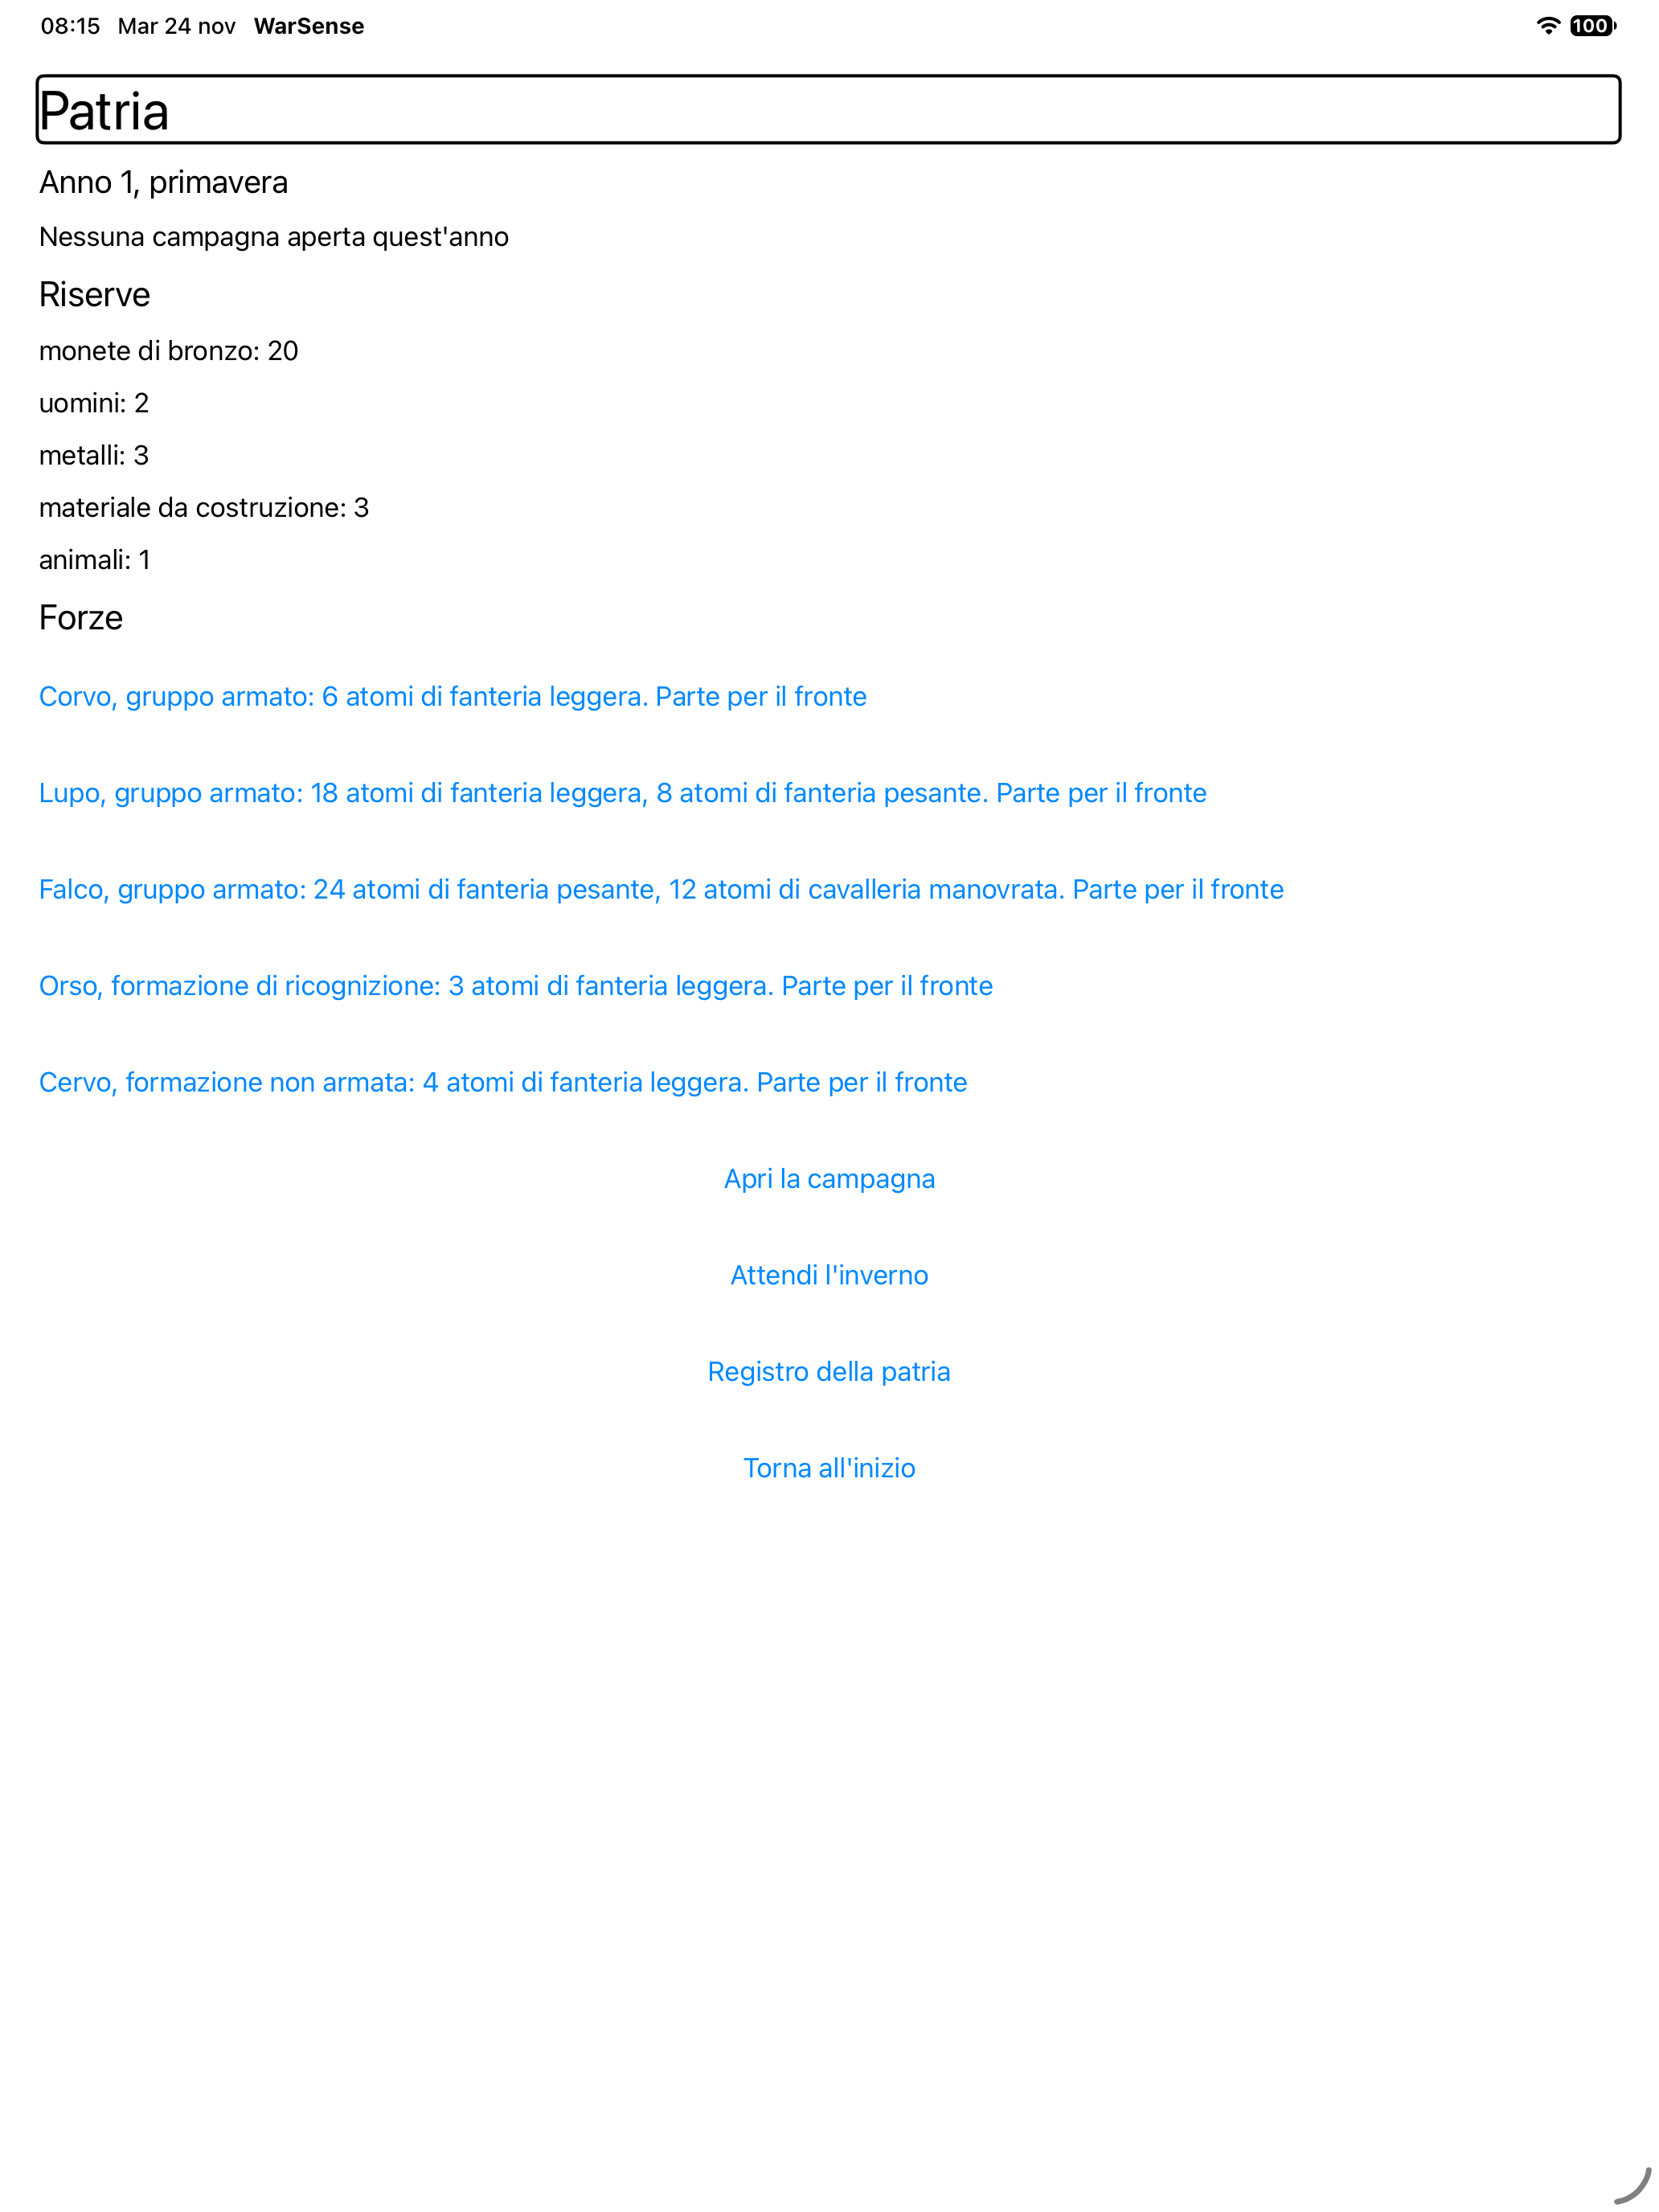 08:15 Mar 24 nov WarSense 100
Patria
Anno 1, primavera
Nessuna campagna aperta quest'anno
Riserve
monete di bronzo: 20
uomini: 2
metalli: 3
materiale da costruzione: 3
animali: 1
Forze
Corvo, gruppo armato: 6 atomi di fanteria leggera. Parte per il fronte
Lupo, gruppo armato: 18 atomi di fanteria leggera, 8 atomi di fanteria pesante. Parte per il fronte
Falco, gruppo armato: 24 atomi di fanteria pesante, 12 atomi di cavalleria manovrata. Parte per il fronte
Orso, formazione di ricognizione: 3 atomi di fanteria leggera. Parte per il fronte
Cervo, formazione non armata: 4 atomi di fanteria leggera. Parte per il fronte
Apri la campagna
Attendi l'inverno
Registro della patria
Torna all'inizio